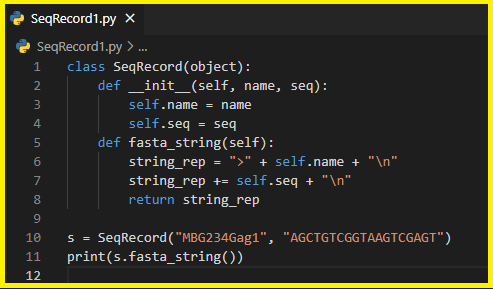 SeqRecord1.py ×
SeqRecord1.py > ...
1 class SeqRecord(object):
2     def __init__(self, name, seq):
3         self.name = name
4         self.seq = seq
5     def fasta_string(self):
6         string_rep = ">" + self.name + "\n"
7         string_rep += self.seq + "\n"
8         return string_rep
9
10 s = SeqRecord("MBG234Gag1", "AGCTGTCGGTAAGTCGAGT")
11 print(s.fasta_string())
12